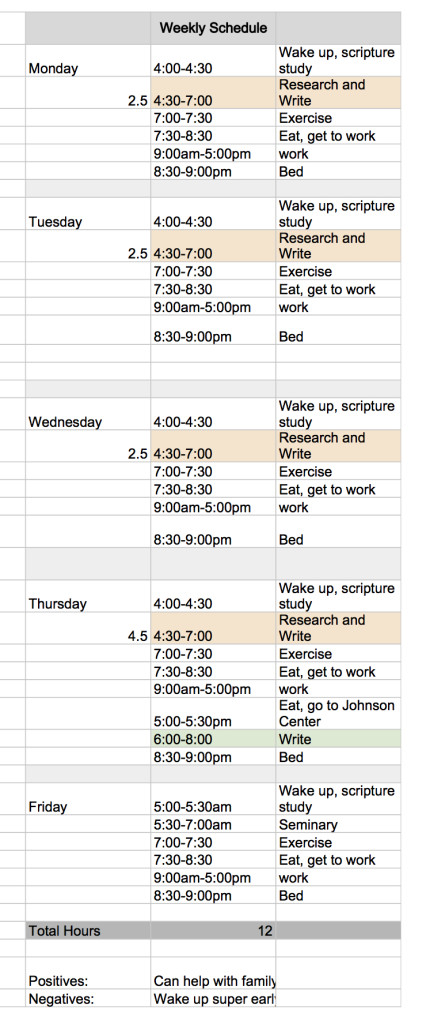 Weekly Schedule
Monday 4:00-4:30 Wake up, scripture study
2.5 4:30-7:00 Research and Write
7:00-7:30 Exercise
7:30-8:30 Eat, get to work
9:00am-5:00pm work
8:30-9:00pm Bed
Tuesday 4:00-4:30 Wake up, scripture study
2.5 4:30-7:00 Research and Write
7:00-7:30 Exercise
7:30-8:30 Eat, get to work
9:00am-5:00pm work
8:30-9:00pm Bed
Wednesday 4:00-4:30 Wake up, scripture study
2.5 4:30-7:00 Research and Write
7:00-7:30 Exercise
7:30-8:30 Eat, get to work
9:00am-5:00pm work
8:30-9:00pm Bed
Thursday 4:00-4:30 Wake up, scripture study
4.5 4:30-7:00 Research and Write
7:00-7:30 Exercise
7:30-8:30 Eat, get to work
9:00am-5:00pm work
5:00-5:30pm Eat, go to Johnson Center
6:00-8:00 Write
8:30-9:00pm Bed
Friday 5:00-5:30am Wake up, scripture study
5:30-7:00am Seminary
7:00-7:30 Exercise
7:30-8:30 Eat, get to work
9:00am-5:00pm work
8:30-9:00pm Bed
Total Hours 12
Positives: Can help with family
Negatives: Wake up super